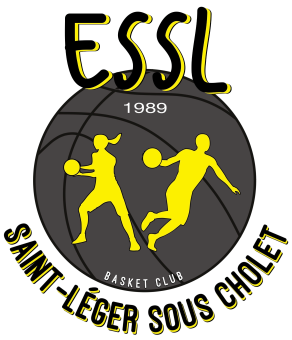 ESSL
1989
BASKET CLUB
SAINT-LÉGER SOUS CHOLET